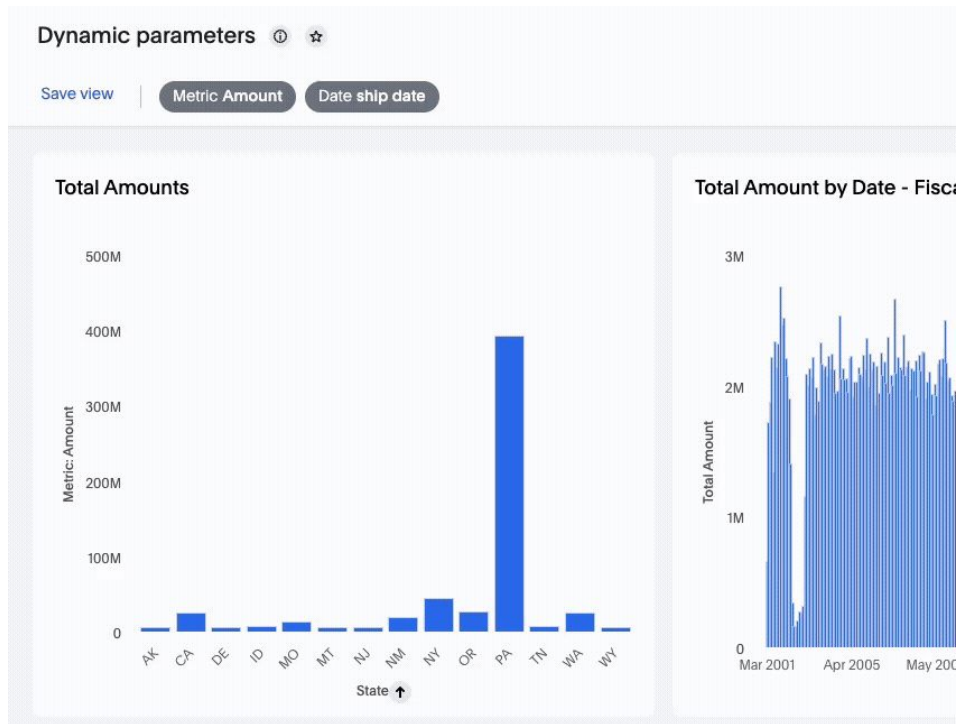 Dynamic parameters
Save view
Metric Amount
Date ship date
Total Amounts
500M
400M
300M
200M
100M
0
Metric: Amount
AK CA DE ID MO MT NJ NM NY OR PA TN WA WY
State
Total Amount by Date - Fisca
3M
2M
1M
0
Total Amount
Mar 2001 Apr 2005 May 200